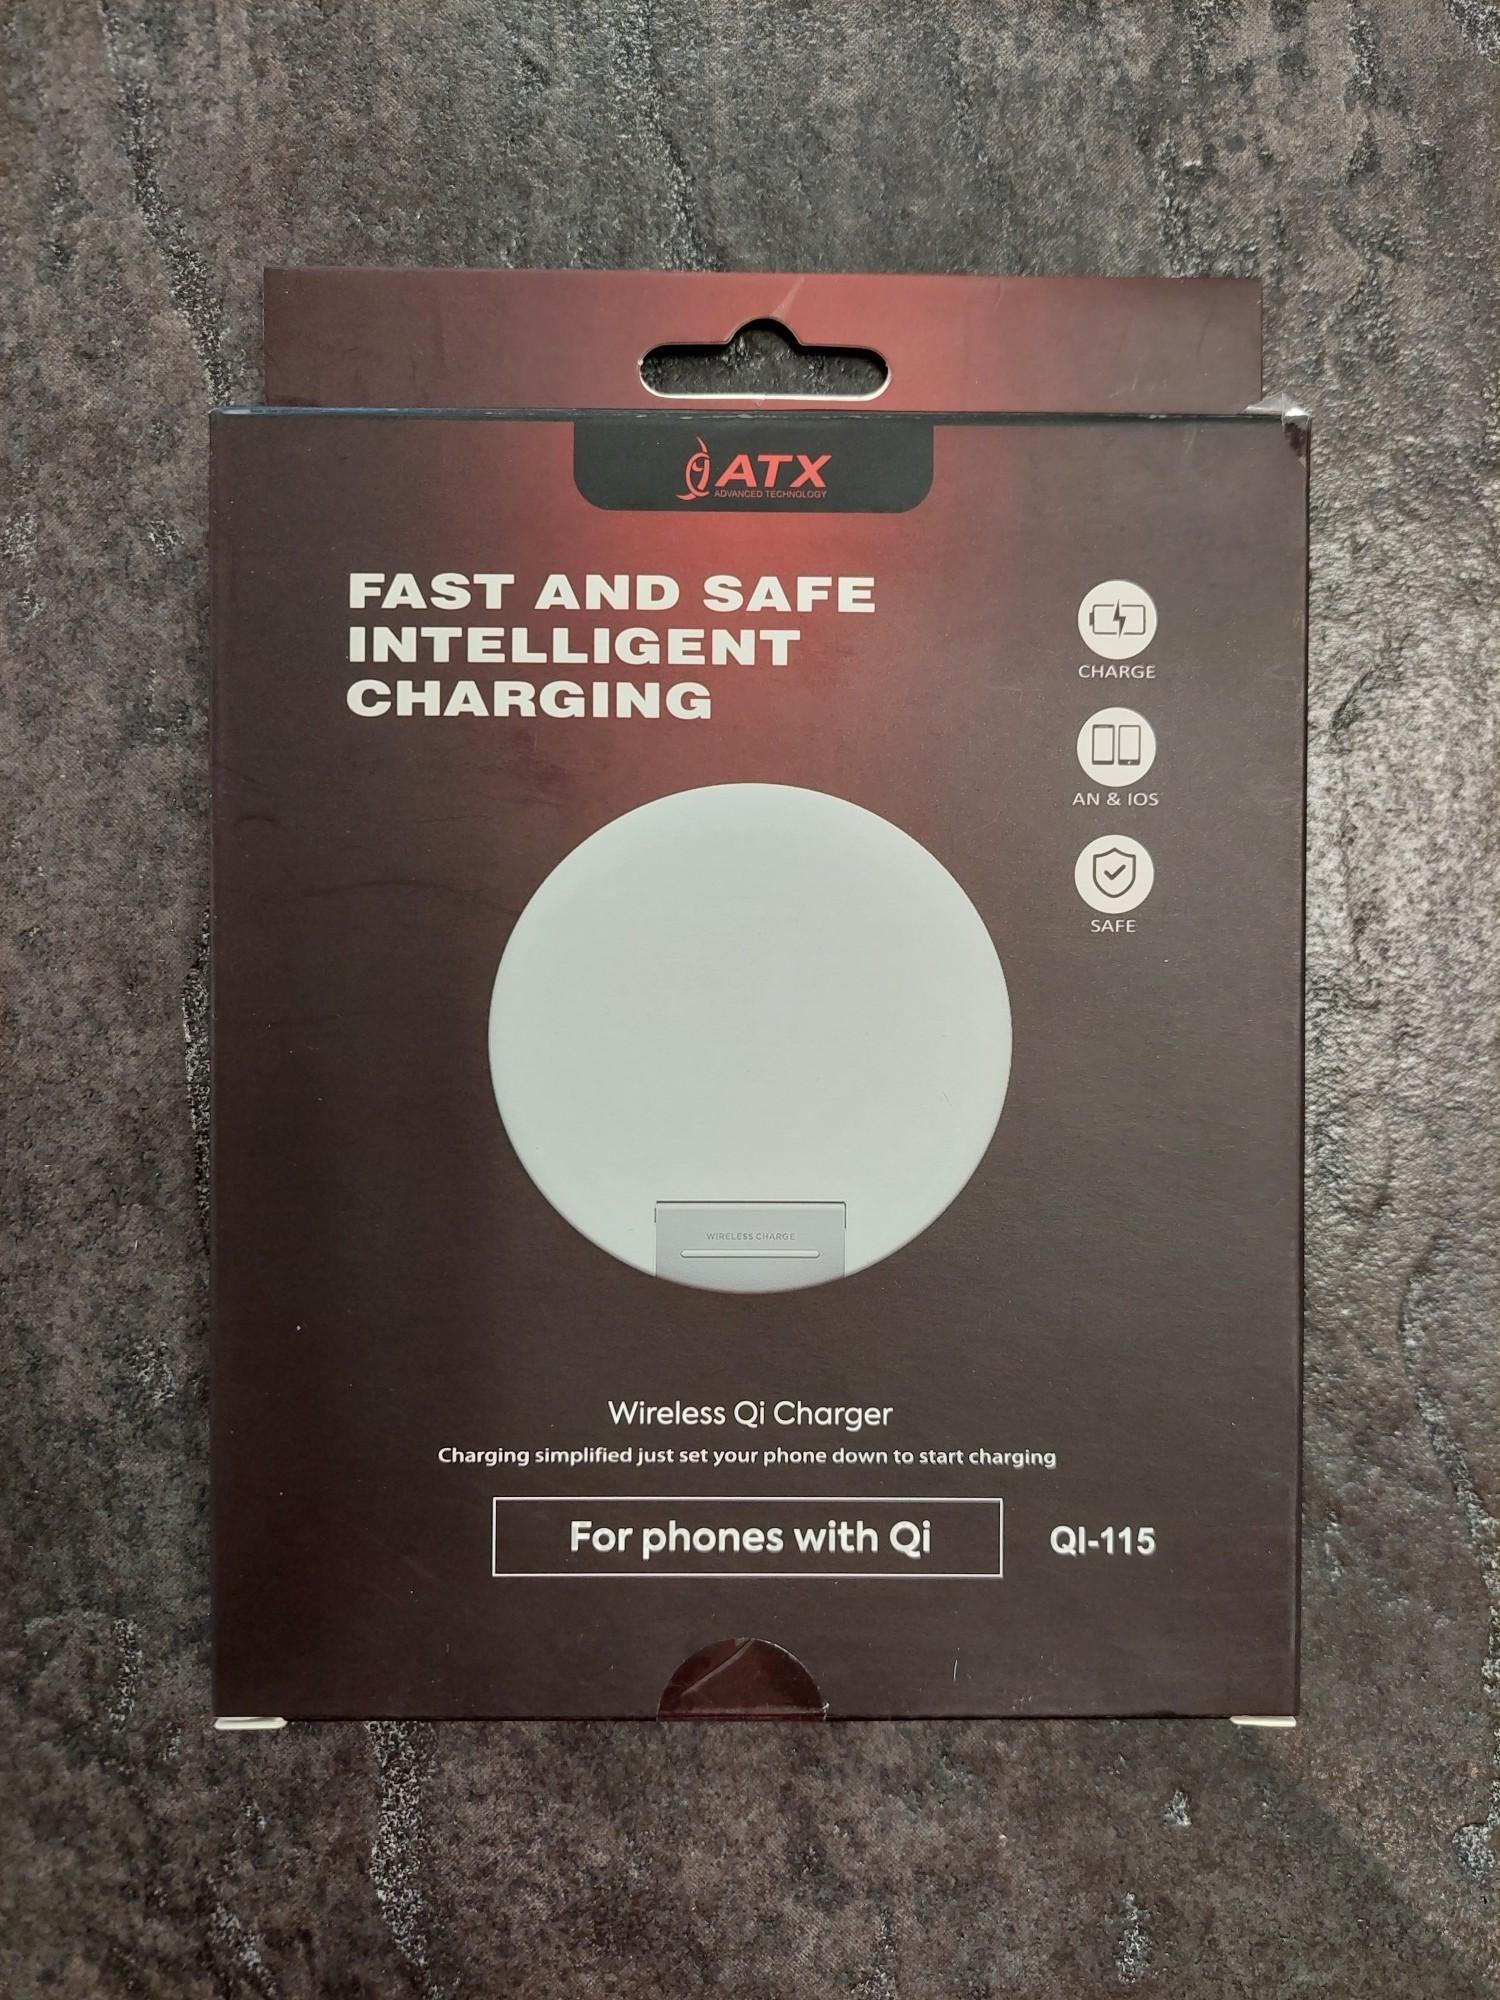 ATX
ADVANCED TECHNOLOGY
FAST AND SAFE
INTELLIGENT
CHARGING
CHARGE
AN & IOS
SAFE
WIRELESS CHARGE
Wireless Qi Charger
Charging simplified just set your phone down to start charging
For phones with Qi
QI-115